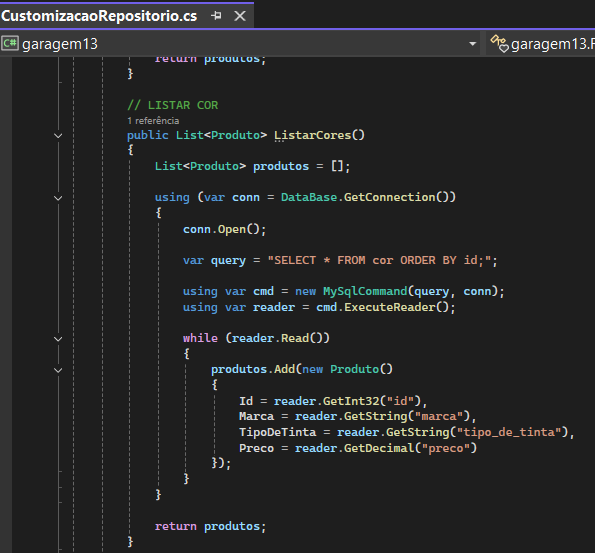 CustomizacaoRepositorio.cs
C# garagem13 garagem13.F
return produtos;
}
// LISTAR COR
1 referência
public List<Produto> ListarCores()
{
List<Produto> produtos = [];
using (var conn = DataBase.GetConnection())
{
conn.Open();
var query = "SELECT * FROM cor ORDER BY id;";
using var cmd = new MySqlCommand(query, conn);
using var reader = cmd.ExecuteReader();
while (reader.Read())
{
produtos.Add(new Produto()
{
Id = reader.GetInt32("id"),
Marca = reader.GetString("marca"),
TipoDeTinta = reader.GetString("tipo_de_tinta"),
Preco = reader.GetDecimal("preco")
});
}
}
return produtos;
}